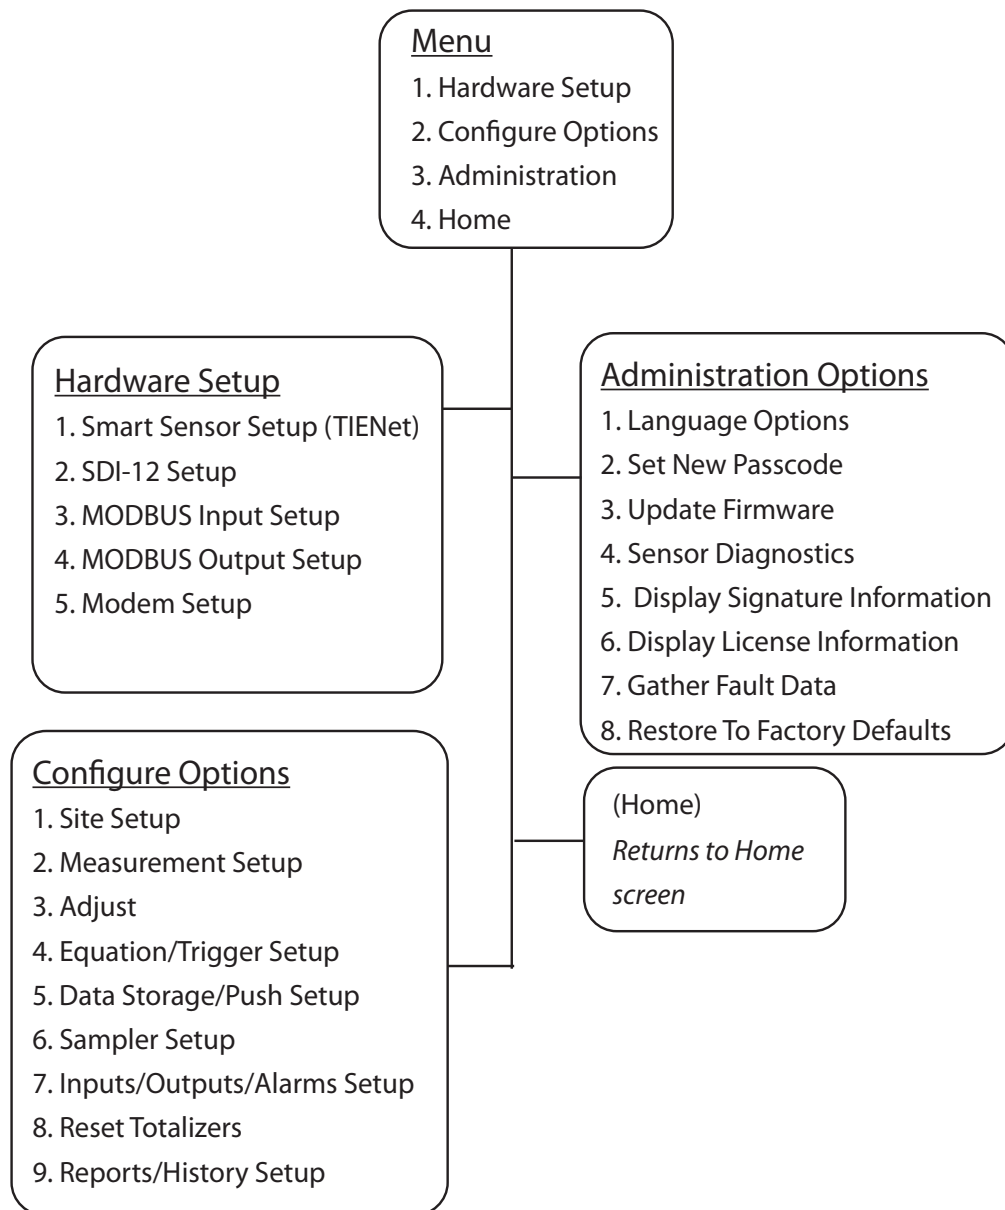 Menu
1. Hardware Setup
2. Configure Options
3. Administration
4. Home
Hardware Setup
1. Smart Sensor Setup (TIENet)
2. SDI-12 Setup
3. MODBUS Input Setup
4. MODBUS Output Setup
5. Modem Setup
Administration Options
1. Language Options
2. Set New Passcode
3. Update Firmware
4. Sensor Diagnostics
5. Display Signature Information
6. Display License Information
7. Gather Fault Data
8. Restore To Factory Defaults
Configure Options
1. Site Setup
2. Measurement Setup
3. Adjust
4. Equation/Trigger Setup
5. Data Storage/Push Setup
6. Sampler Setup
7. Inputs/Outputs/Alarms Setup
8. Reset Totalizers
9. Reports/History Setup
(Home)
Returns to Home
screen